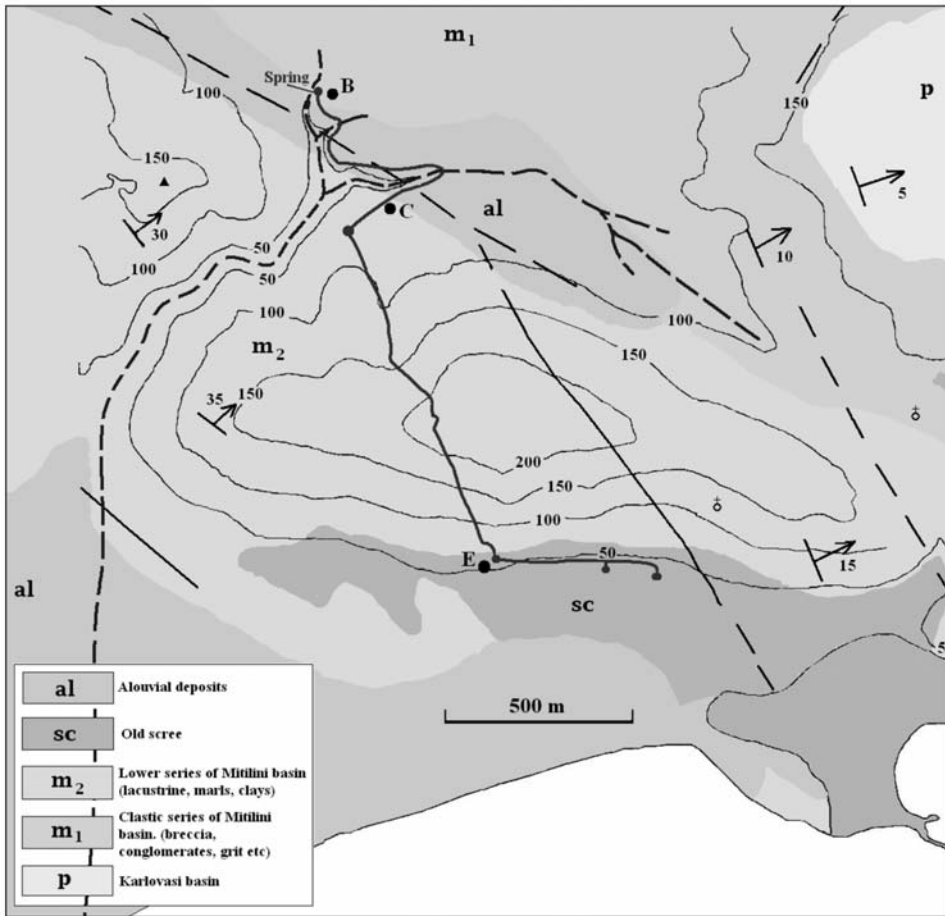 m1
Spring
B
100
150
p
150
5
30
C
al
10
50
100
50
100
100
m2
150
35
150
200
150
100
E
50
15
al
sc
5
500 m
al Alouvial deposits
sc Old scree
m2 Lower series of Mitilini basin
(lacustrine, marls, clays)
m1 Clastic series of Mitilini
basin. (breccia,
conglomerates, grit etc)
p Karlovasi basin